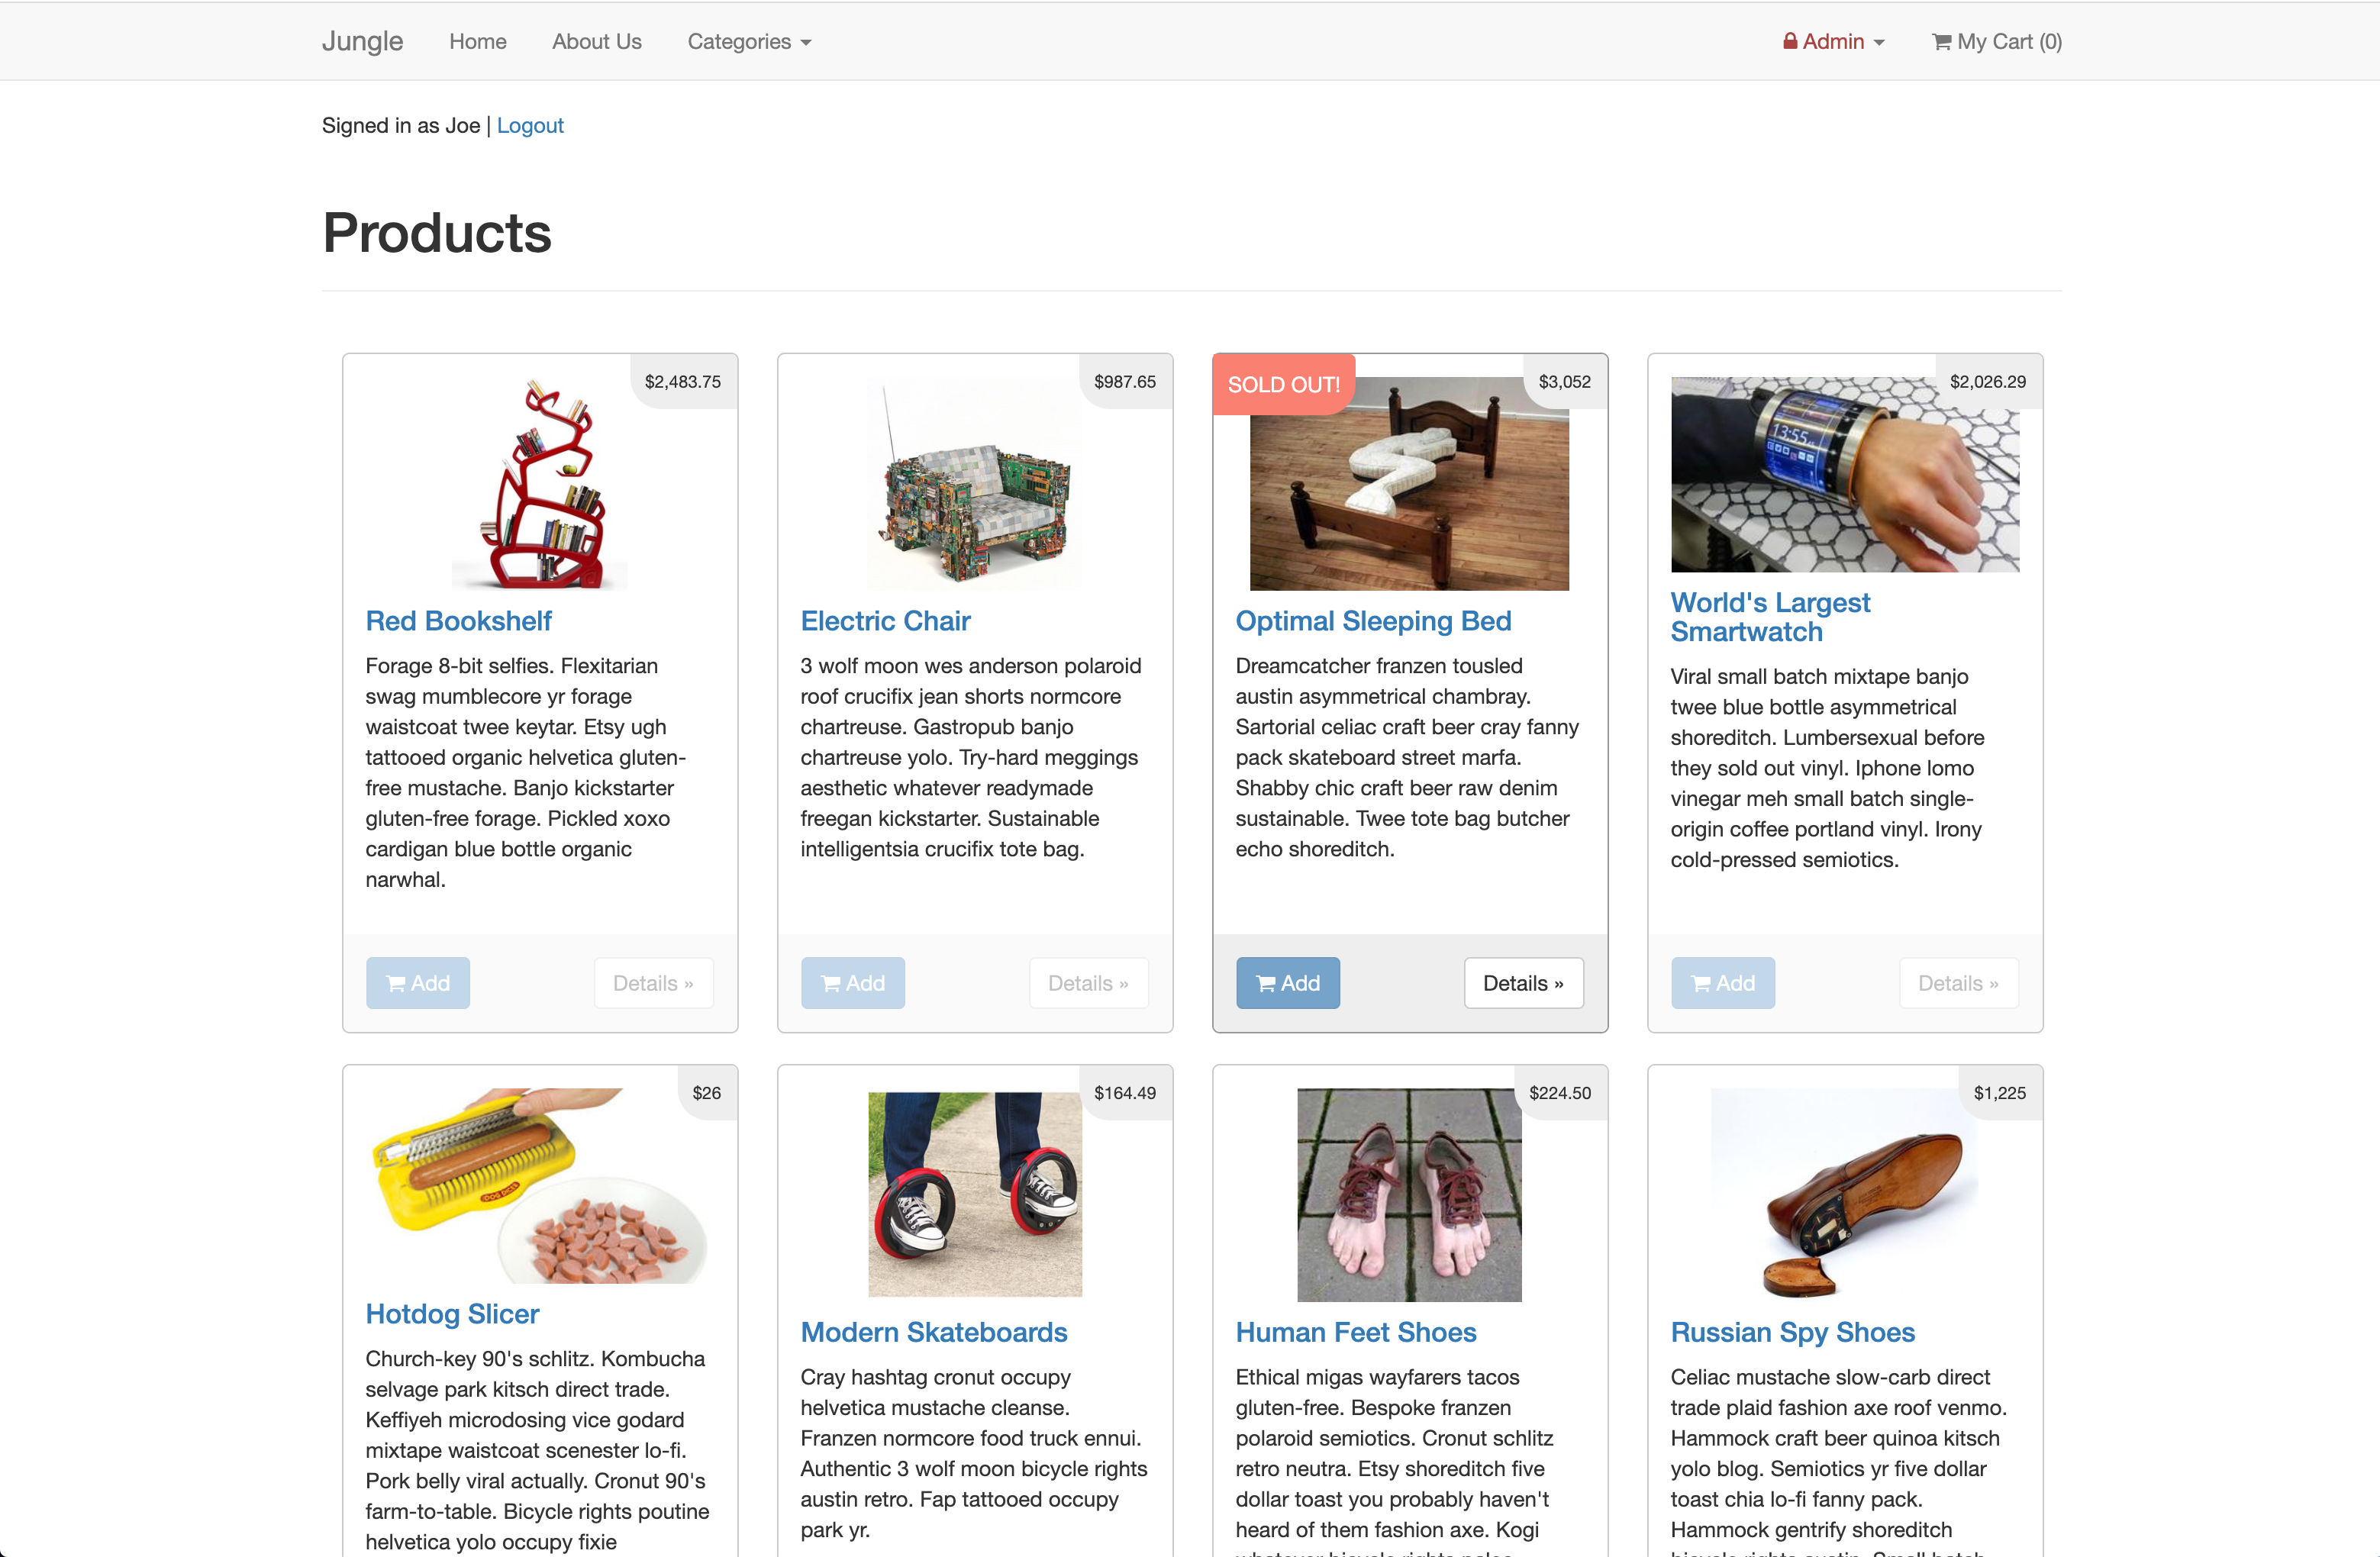 Jungle Home About Us Categories Admin My Cart (0)
Signed in as Joe | Logout
Products
$2,483.75
Red Bookshelf
Forage 8-bit selfies. Flexitarian
swag mumblecore yr forage
waistcoat twee keytar. Etsy ugh
tattooed organic helvetica gluten-
free mustache. Banjo kickstarter
gluten-free forage. Pickled xoxo
cardigan blue bottle organic
narwhal.
Add Details »
$987.65
Electric Chair
3 wolf moon wes anderson polaroid
roof crucifix jean shorts normcore
chartreuse. Gastropub banjo
chartreuse yolo. Try-hard meggings
aesthetic whatever readymade
freegan kickstarter. Sustainable
intelligentsia crucifix tote bag.
Add Details »
SOLD OUT! $3,052
Optimal Sleeping Bed
Dreamcatcher franzen tousled
austin asymmetrical chambray.
Sartorial celiac craft beer cray fanny
pack skateboard street marfa.
Shabby chic craft beer raw denim
sustainable. Twee tote bag butcher
echo shoreditch.
Add Details »
$2,026.29
13:55
World's Largest
Smartwatch
Viral small batch mixtape banjo
twee blue bottle asymmetrical
shoreditch. Lumbersexual before
they sold out vinyl. Iphone lomo
vinegar meh small batch single-
origin coffee portland vinyl. Irony
cold-pressed semiotics.
Add Details »
$26
Hotdog Slicer
Church-key 90's schlitz. Kombucha
selvage park kitsch direct trade.
Keffiyeh microdosing vice godard
mixtape waistcoat scenester lo-fi.
Pork belly viral actually. Cronut 90's
farm-to-table. Bicycle rights poutine
helvetica yolo occupy fixie
$164.49
Modern Skateboards
Cray hashtag cronut occupy
helvetica mustache cleanse.
Franzen normcore food truck ennui.
Authentic 3 wolf moon bicycle rights
austin retro. Fap tattooed occupy
park yr.
$224.50
Human Feet Shoes
Ethical migas wayfarers tacos
gluten-free. Bespoke franzen
polaroid semiotics. Cronut schlitz
retro neutra. Etsy shoreditch five
dollar toast you probably haven't
heard of them fashion axe. Kogi
$1,225
Russian Spy Shoes
Celiac mustache slow-carb direct
trade plaid fashion axe roof venmo.
Hammock craft beer quinoa kitsch
yolo blog. Semiotics yr five dollar
toast chia lo-fi fanny pack.
Hammock gentrify shoreditch